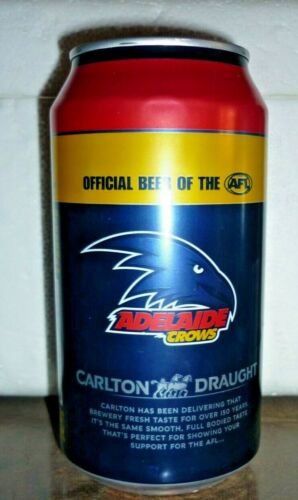 OFFICIAL BEER OF THE AFL
ADELAIDE
CROWS
CARLTON DRAUGHT
CARLTON HAS BEEN DELIVERING THAT
BREWERY FRESH TASTE FOR OVER 150 YEARS.
IT'S THE SAME SMOOTH, FULL BODIED TASTE
THAT'S PERFECT FOR SHOWING YOUR
SUPPORT FOR THE AFL...